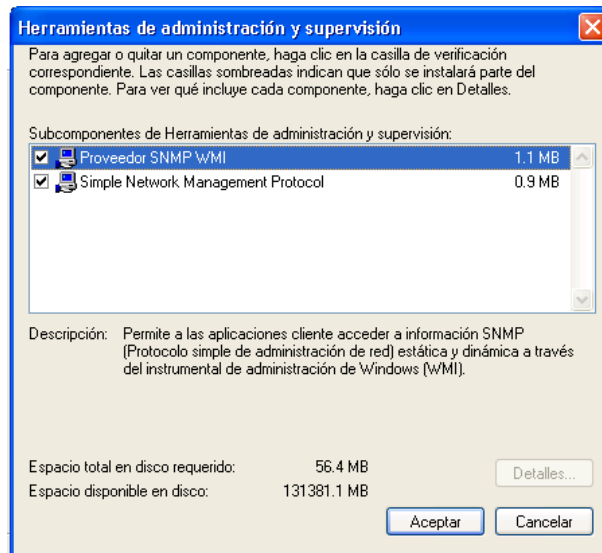 Herramientas de administración y supervisión
Para agregar o quitar un componente, haga clic en la casilla de verificación
correspondiente. Las casillas sombreadas indican que sólo se instalará parte del
componente. Para ver qué incluye cada componente, haga clic en Detalles.
Subcomponentes de Herramientas de administración y supervisión:
Proveedor SNMP WMI 1.1 MB
Simple Network Management Protocol 0.9 MB
Descripción: Permite a las aplicaciones cliente acceder a información SNMP
(Protocolo simple de administración de red) estática y dinámica a través
del instrumental de administración de Windows (WMI).
Espacio total en disco requerido: 56.4 MB
Espacio disponible en disco: 131381.1 MB
Detalles...
Aceptar Cancelar